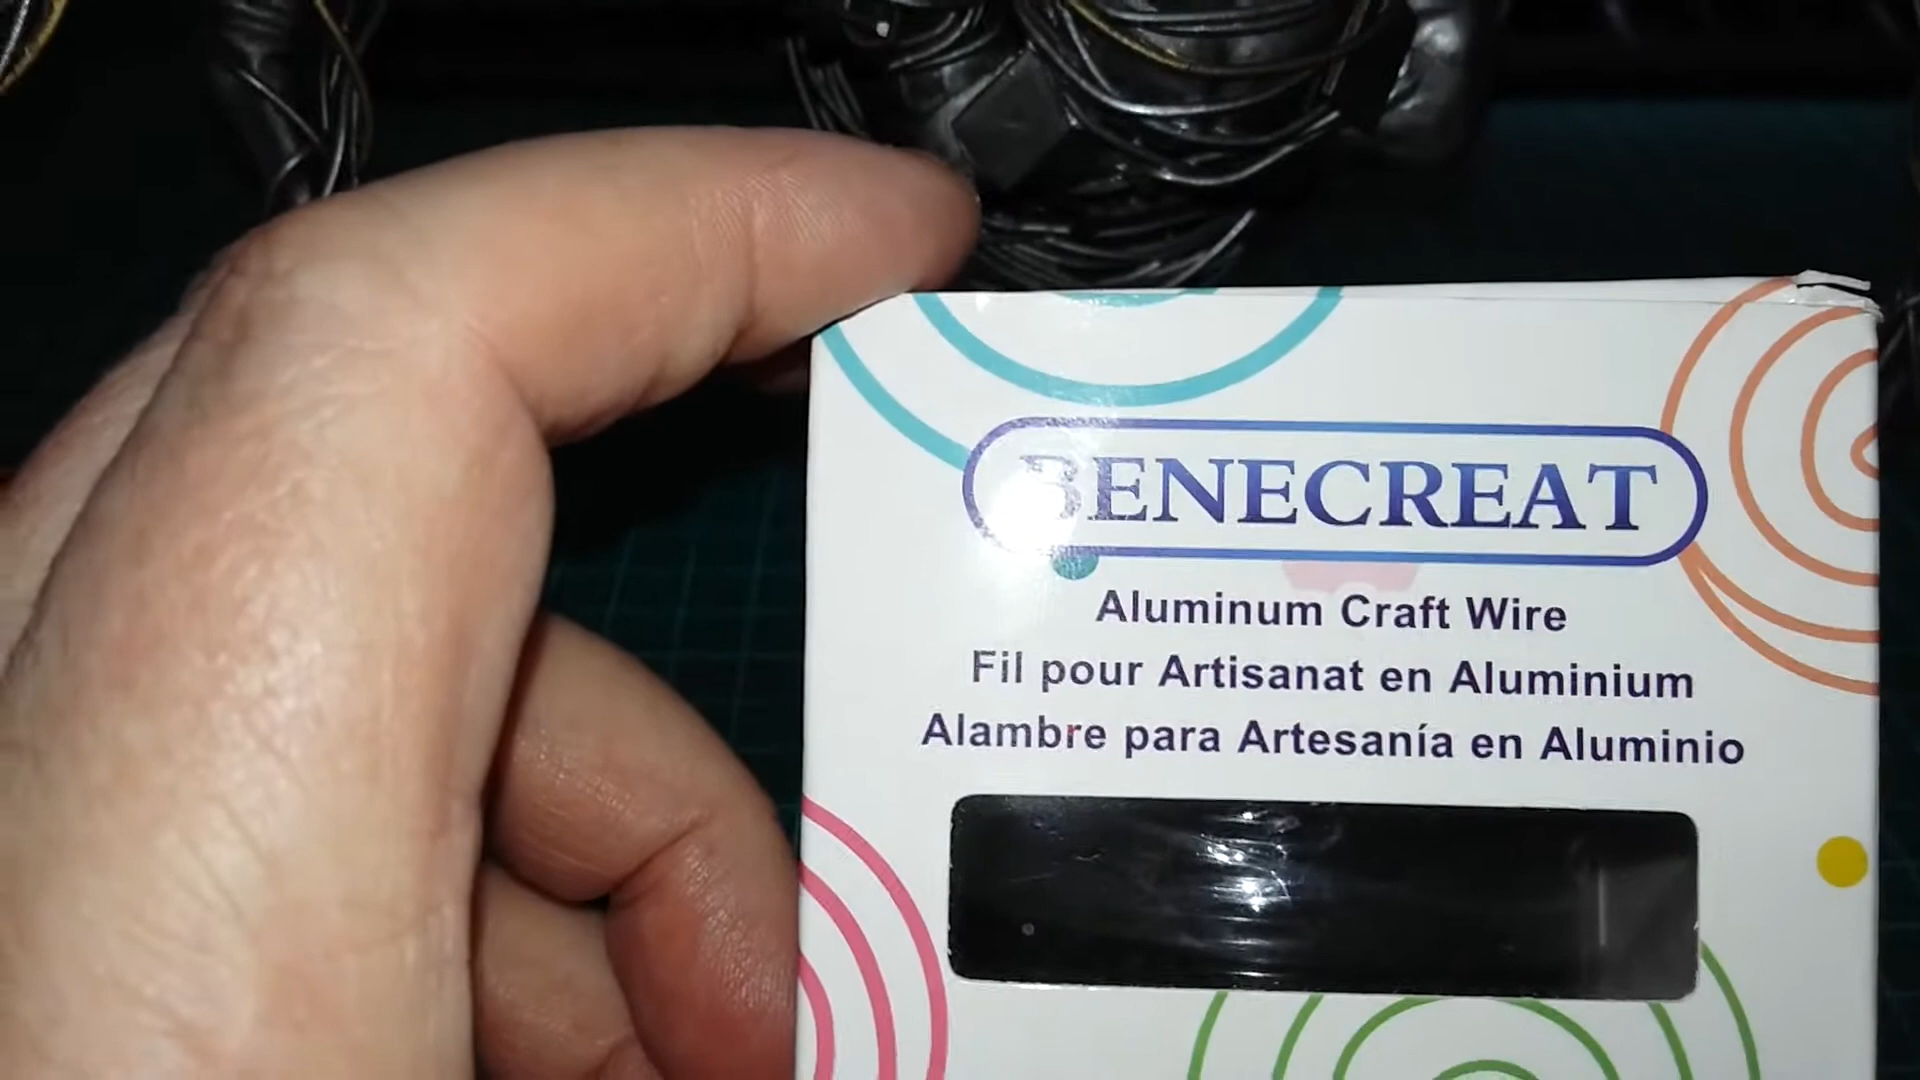 BENECREAT
Aluminum Craft Wire
Fil pour Artisanat en Aluminium
Alambre para Artesanía en Aluminio